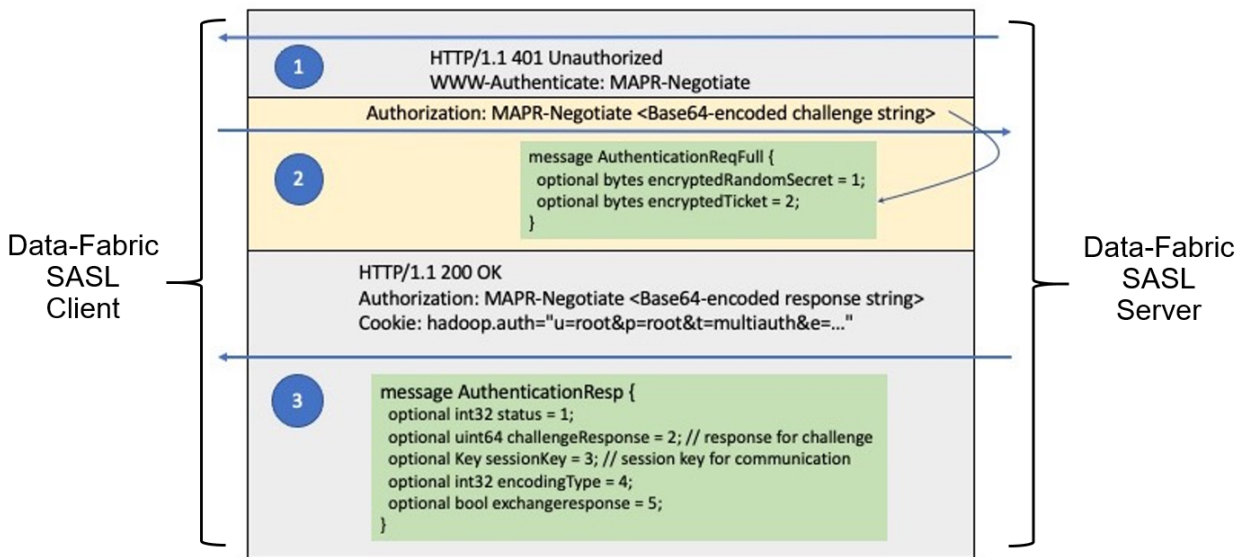 HTTP/1.1 401 Unauthorized
1
WWW-Authenticate: MAPR-Negotiate
Authorization: MAPR-Negotiate <Base64-encoded challenge string>
2
message AuthenticationReqFull {
optional bytes encryptedRandomSecret = 1;
optional bytes encryptedTicket = 2;
}
Data-Fabric
SASL
Client
Data-Fabric
SASL
Server
HTTP/1.1 200 OK
Authorization: MAPR-Negotiate <Base64-encoded response string>
Cookie: hadoop.auth="u=root&p=root&t=multiauth&e=..."
3
message AuthenticationResp {
optional int32 status = 1;
optional uint64 challengeResponse = 2; // response for challenge
optional Key sessionKey = 3; // session key for communication
optional int32 encodingType = 4;
optional bool exchangeresponse = 5;
}